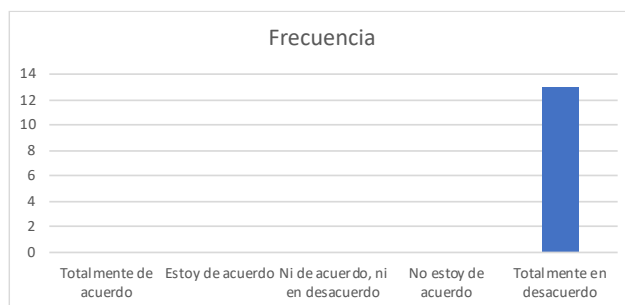 Frecuencia
14
12
10
8
6
4
2
0
Totalmente de acuerdo
Estoy de acuerdo
Ni de acuerdo, ni en desacuerdo
No estoy de acuerdo
Totalmente en desacuerdo